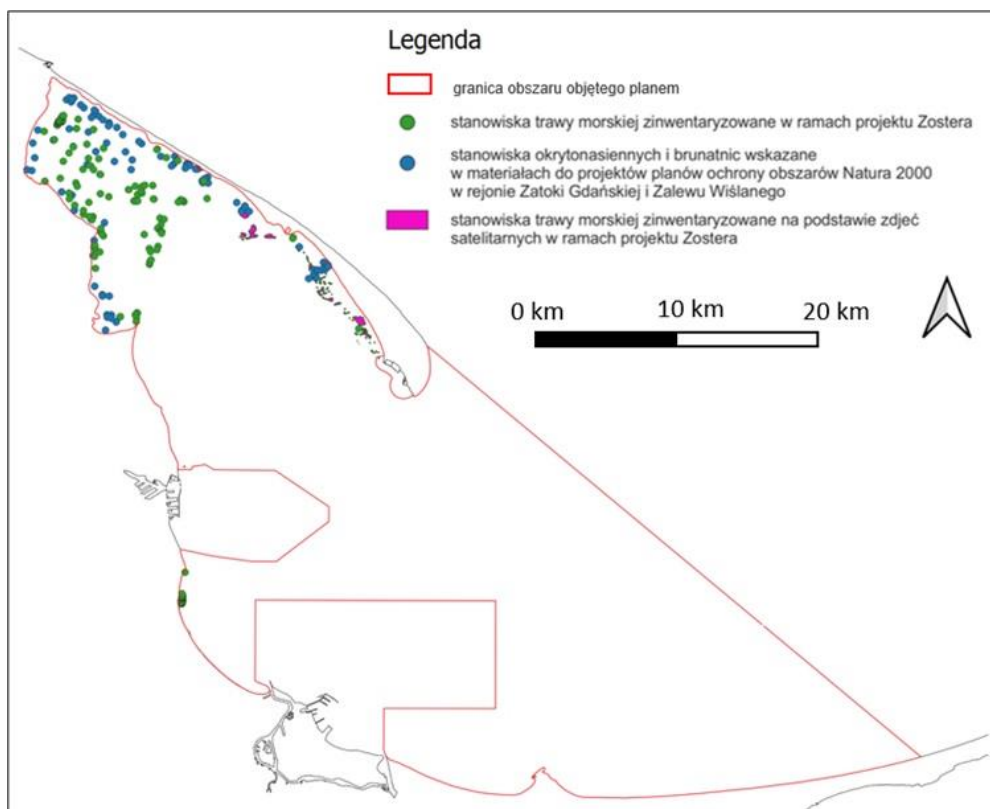 Legenda
granica obszaru objętego planem
stanowiska trawy morskiej zinwentaryzowane w ramach projektu Zostera
stanowiska okrytonasiennych i brunatnic wskazane
w materiałach do projektów planów ochrony obszarów Natura 2000
w rejonie Zatoki Gdańskiej i Zalewu Wiślanego
stanowiska trawy morskiej zinwentaryzowane na podstawie zdjęć
satelitarnych w ramach projektu Zostera
0 km 10 km 20 km